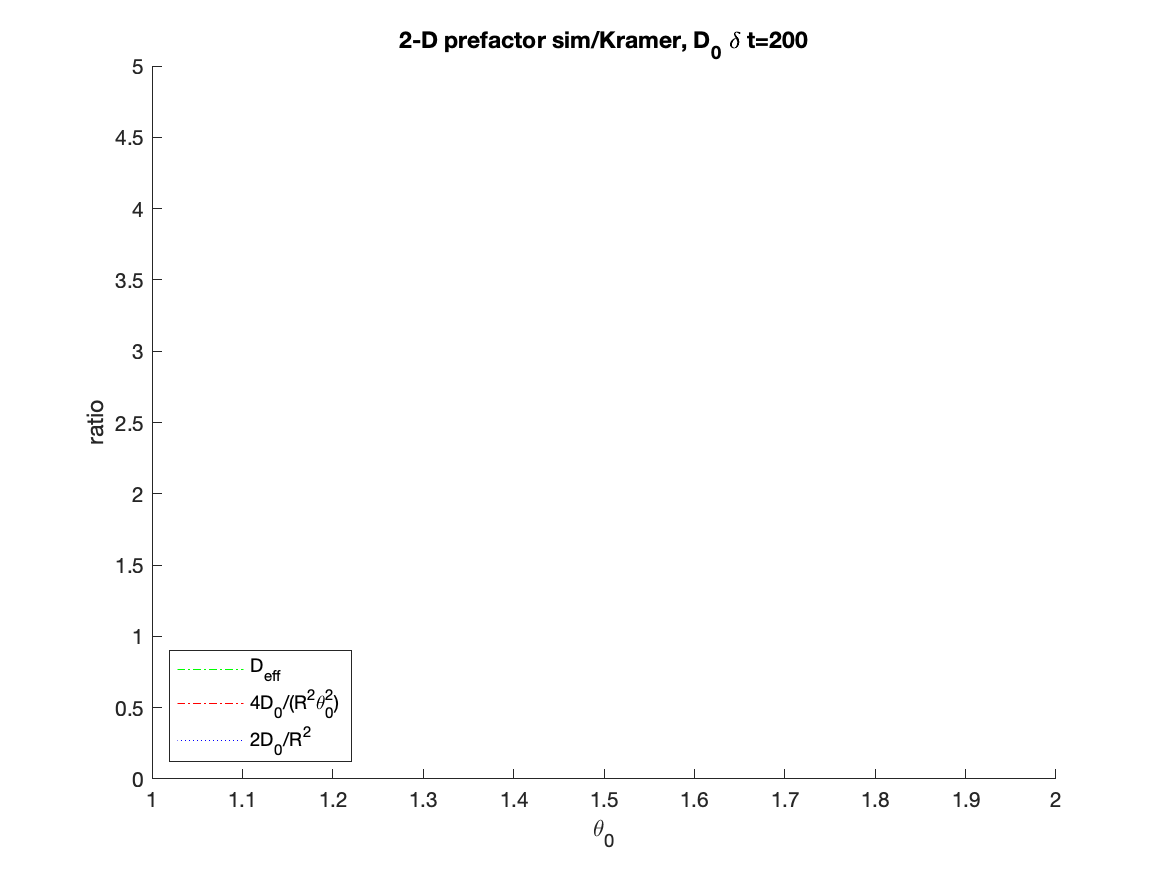 2-D prefactor sim/Kramer, D₀ δ t=200
5
4.5
4
3.5
3
2.5
2
1.5
1
0.5
0
ratio
D_eff
4D₀/(R²θ₀²)
2D₀/R²
1 1.1 1.2 1.3 1.4 1.5 1.6 1.7 1.8 1.9 2
θ₀